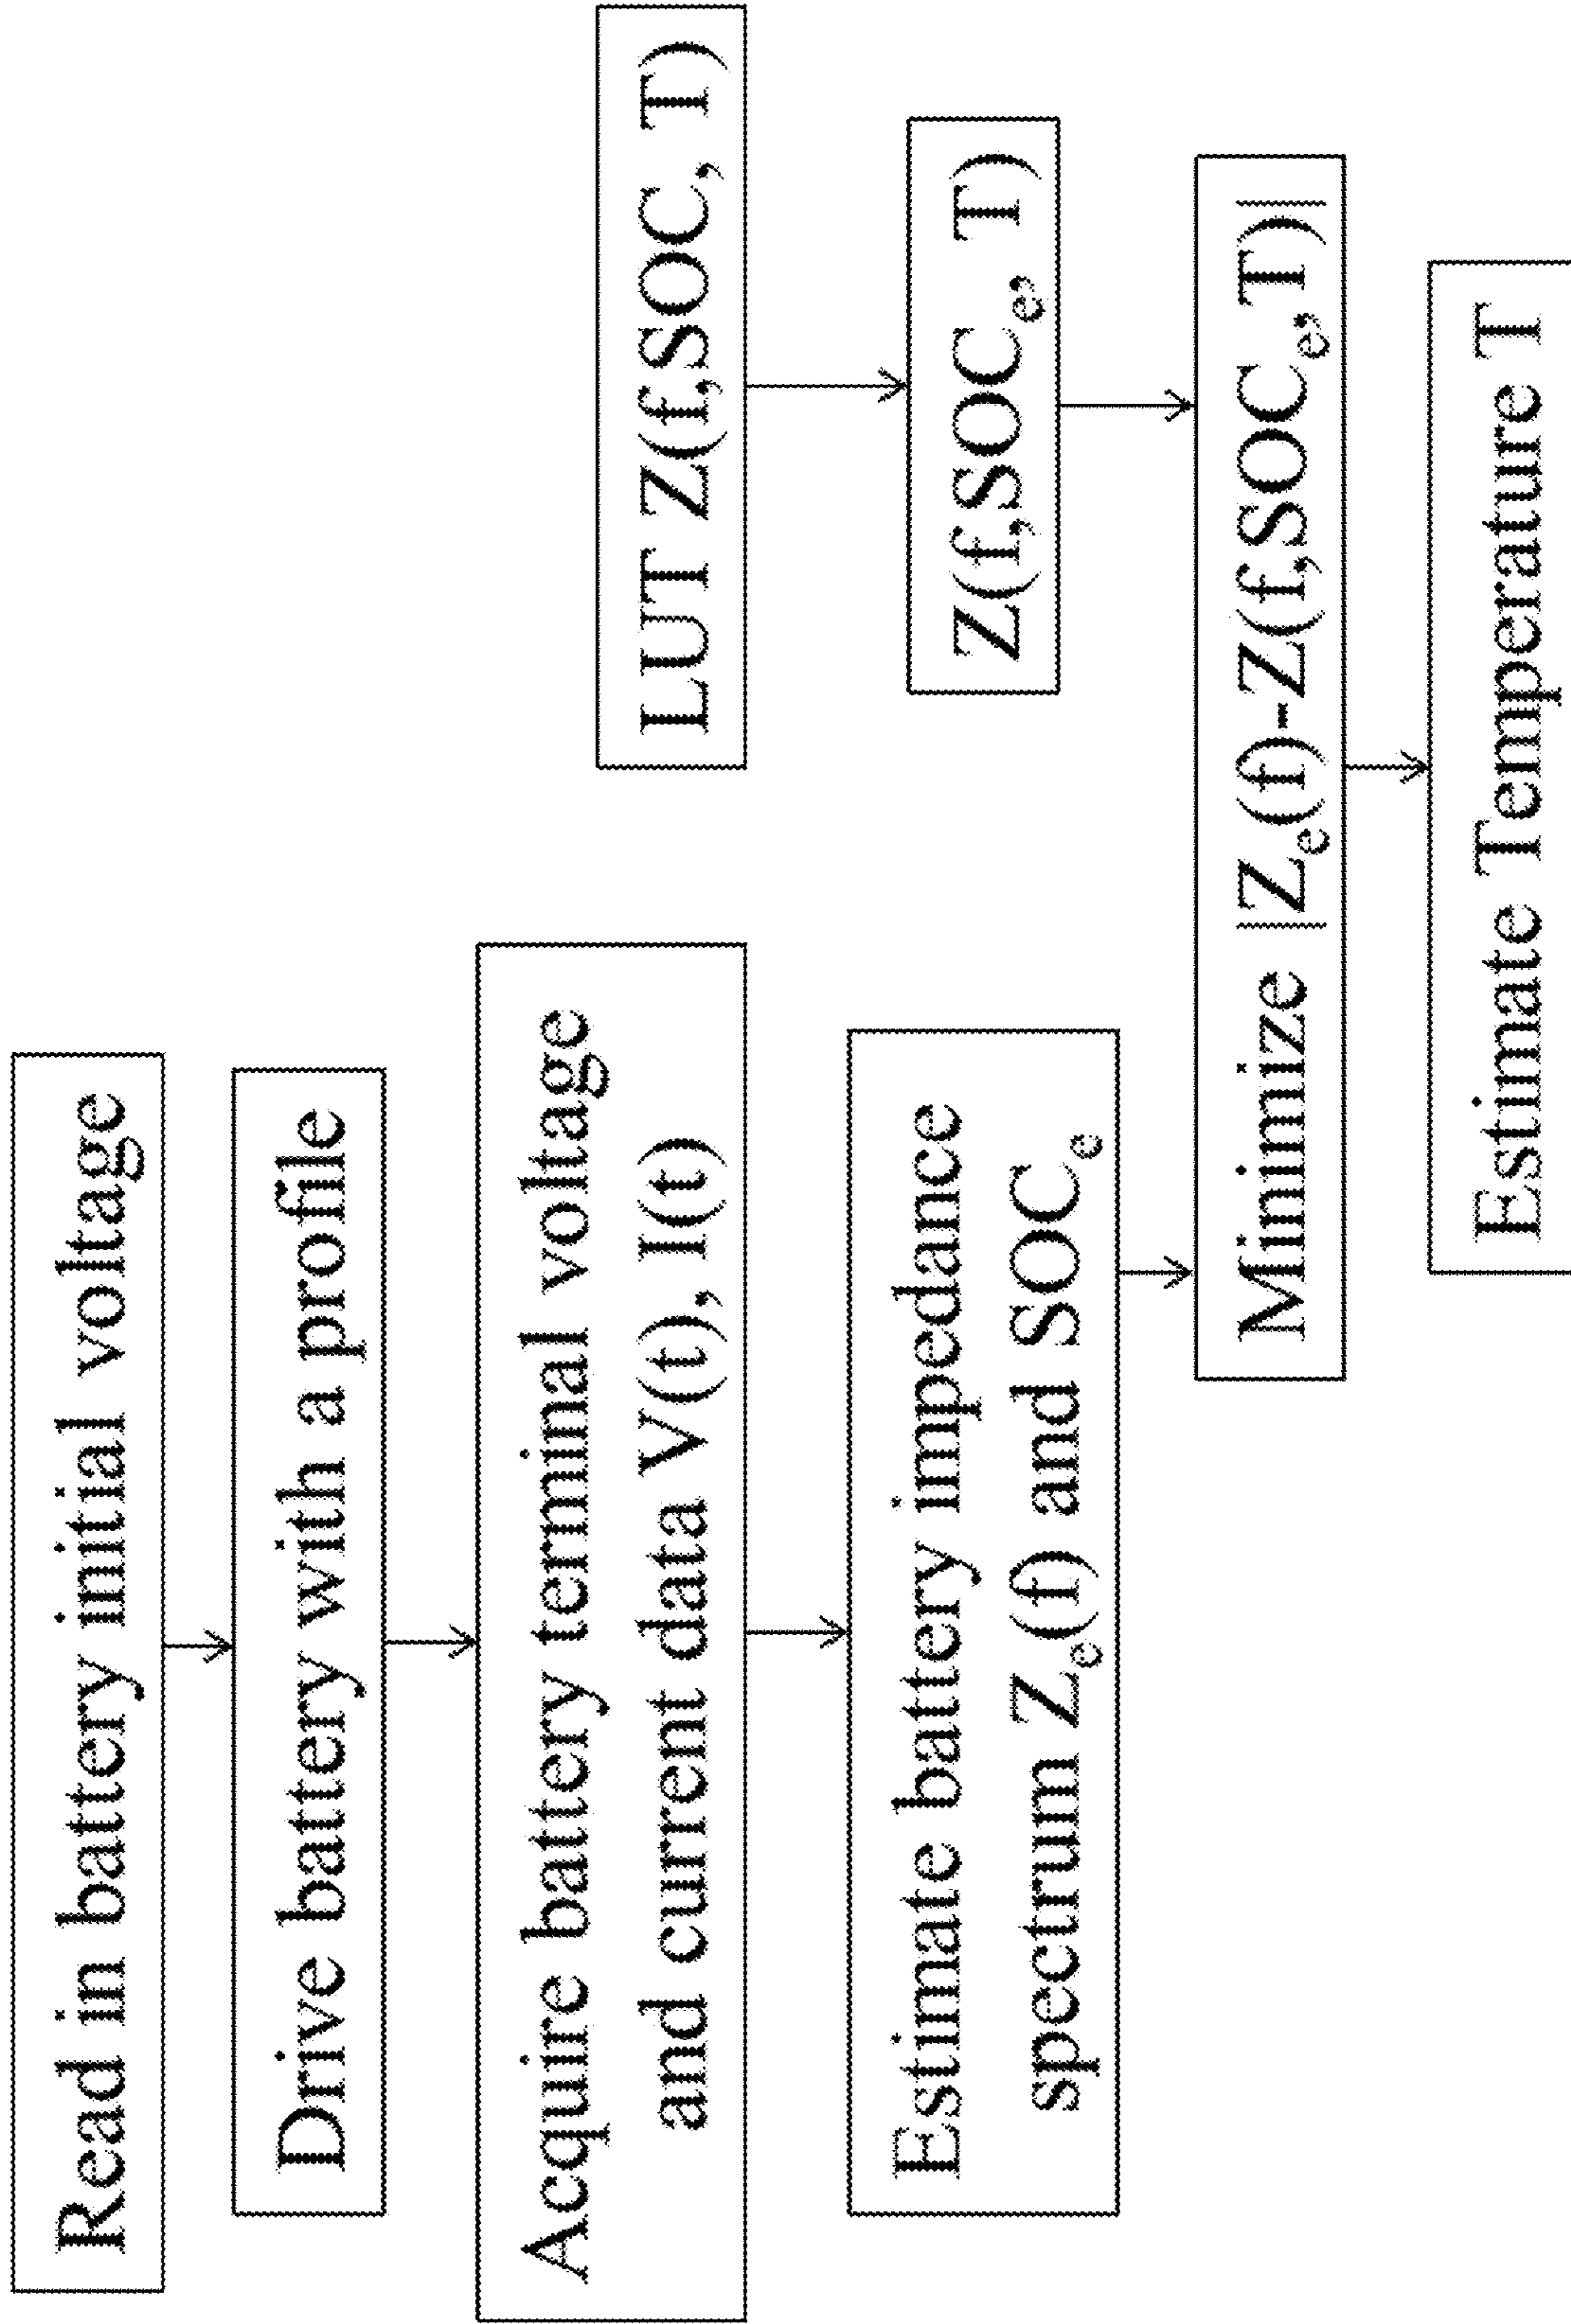 Read in battery initial voltage
Drive battery with a profile
Acquire battery terminal voltage
and current data V(t), I(t)
Estimate battery impedance
spectrum Zₑ(f) and SOCₑ
LUT Z(f,SOC, T)
Z(f,SOCₑ, T)
Minimize |Zₑ(f)-Z(f,SOCₑ,T)|
Estimate Temperature T